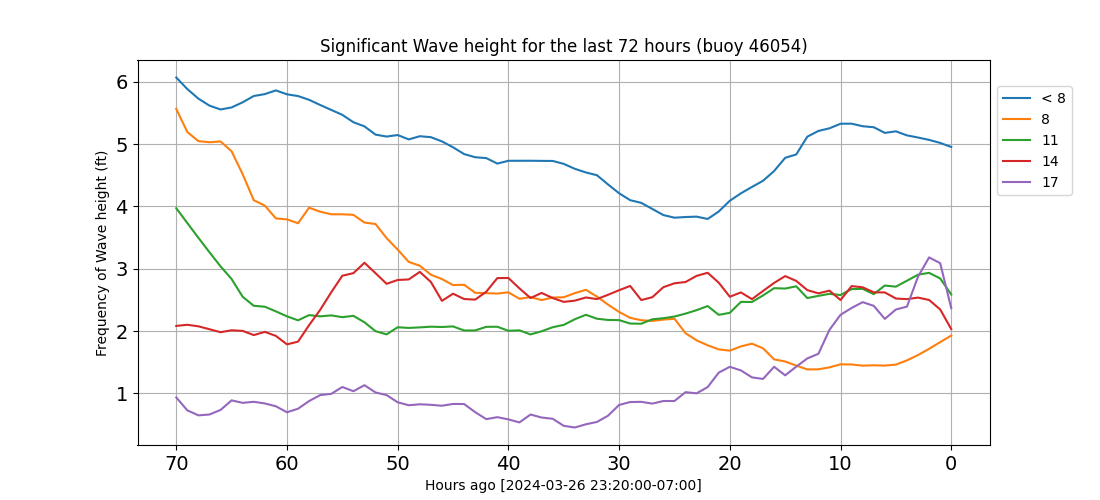 Significant Wave height for the last 72 hours (buoy 46054)
Frequency of Wave height (ft)
6
5
4
3
2
1
70 60 50 40 30 20 10 0
Hours ago [2024-03-26 23:20:00-07:00]
< 8
8
11
14
17